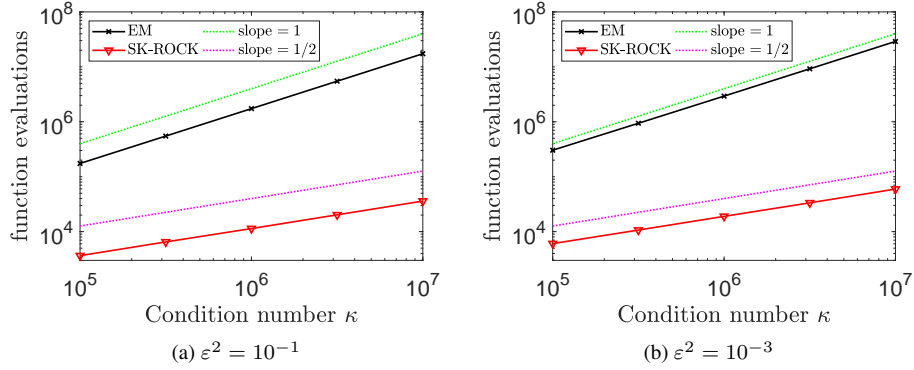 10^8
EM
slope = 1
SK-ROCK
slope = 1/2
10^6
10^4
function evaluations
10^5
10^6
10^7
Condition number κ
(a) ε^2 = 10^{-1}
10^8
EM
slope = 1
SK-ROCK
slope = 1/2
10^6
10^4
function evaluations
10^5
10^6
10^7
Condition number κ
(b) ε^2 = 10^{-3}